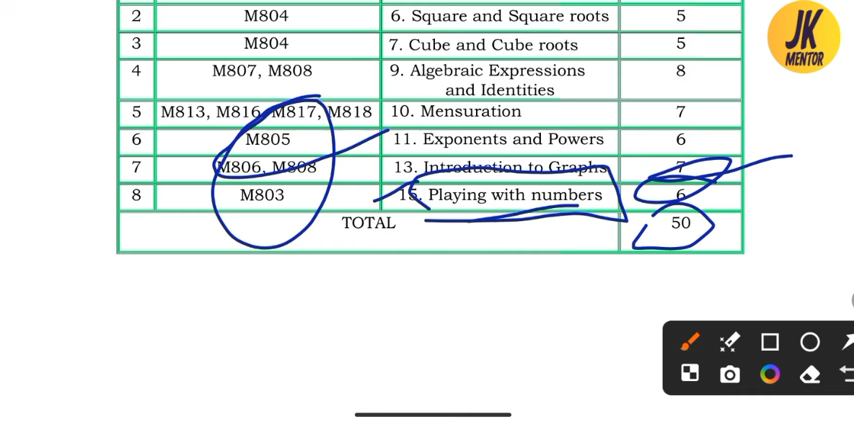 2 M804 6. Square and Square roots 5
3 M804 7. Cube and Cube roots 5
4 M807, M808 9. Algebraic Expressions and Identities 8
5 M813, M816, M817, M818 10. Mensuration 7
6 M805 11. Exponents and Powers 6
7 M806, M808 13. Introduction to Graphs 7
8 M803 15. Playing with numbers 6
TOTAL 50
JK
MENTOR